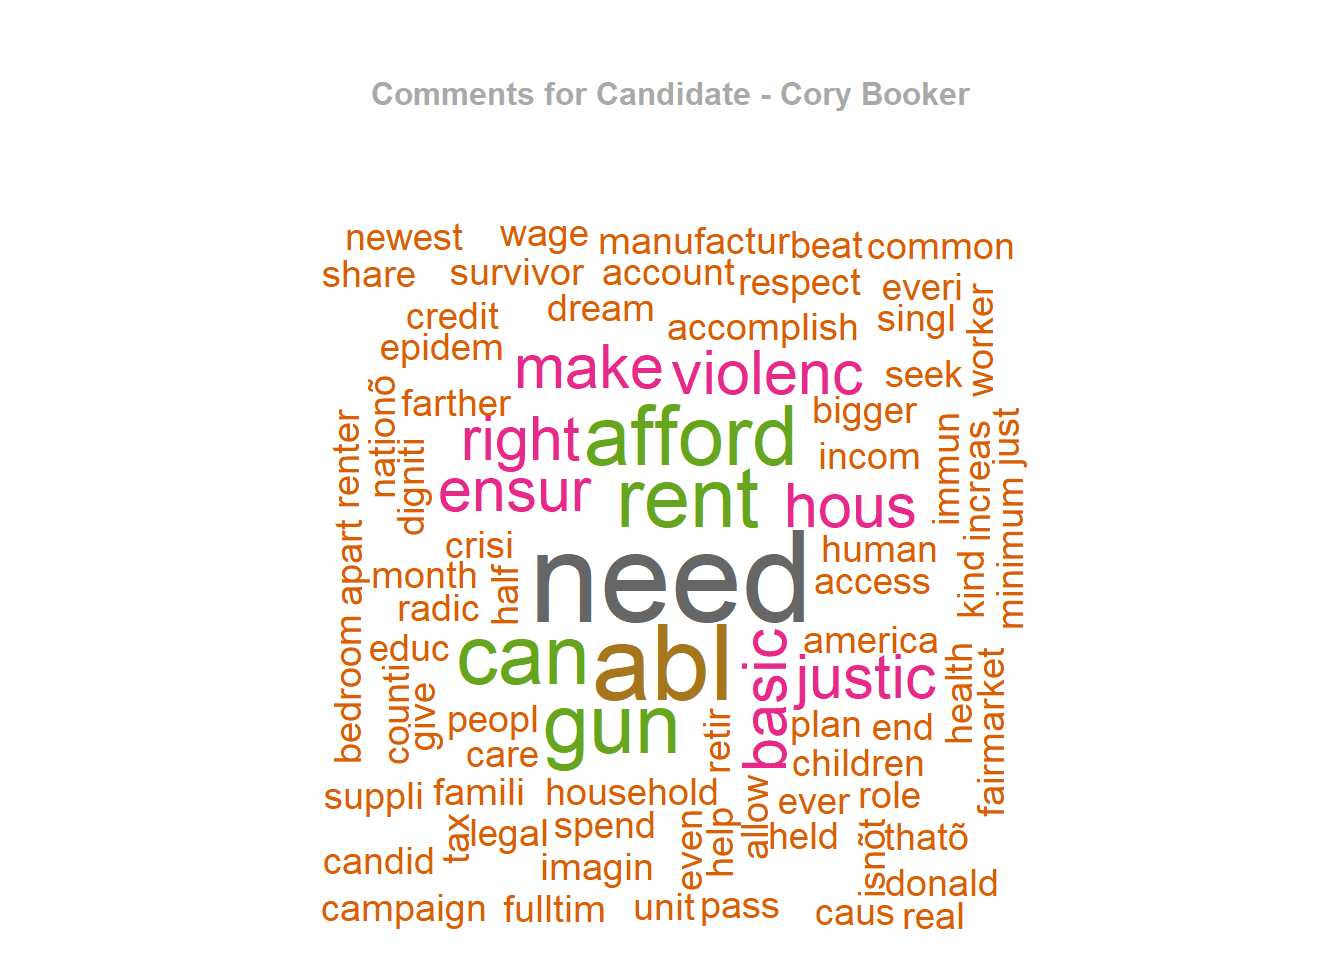 Comments for Candidate - Cory Booker
newest wage manufactur beat common
share survivor account respect everi
credit dream accomplish singl worker
epidem make violenc seek
nationõ farther right afford bigger
renter digniti ensur rent hous incom immun increas just
crisi need human minimum
apart month half access kind
radic
bedroom educ can abl basic america justic health fairmarket
counti give peopl gun retir plan end
care children
suppli famili household allow ever role
tax legal spend even help held isnõt thatõ
candid imagin donald
campaign fulltim unit pass caus real